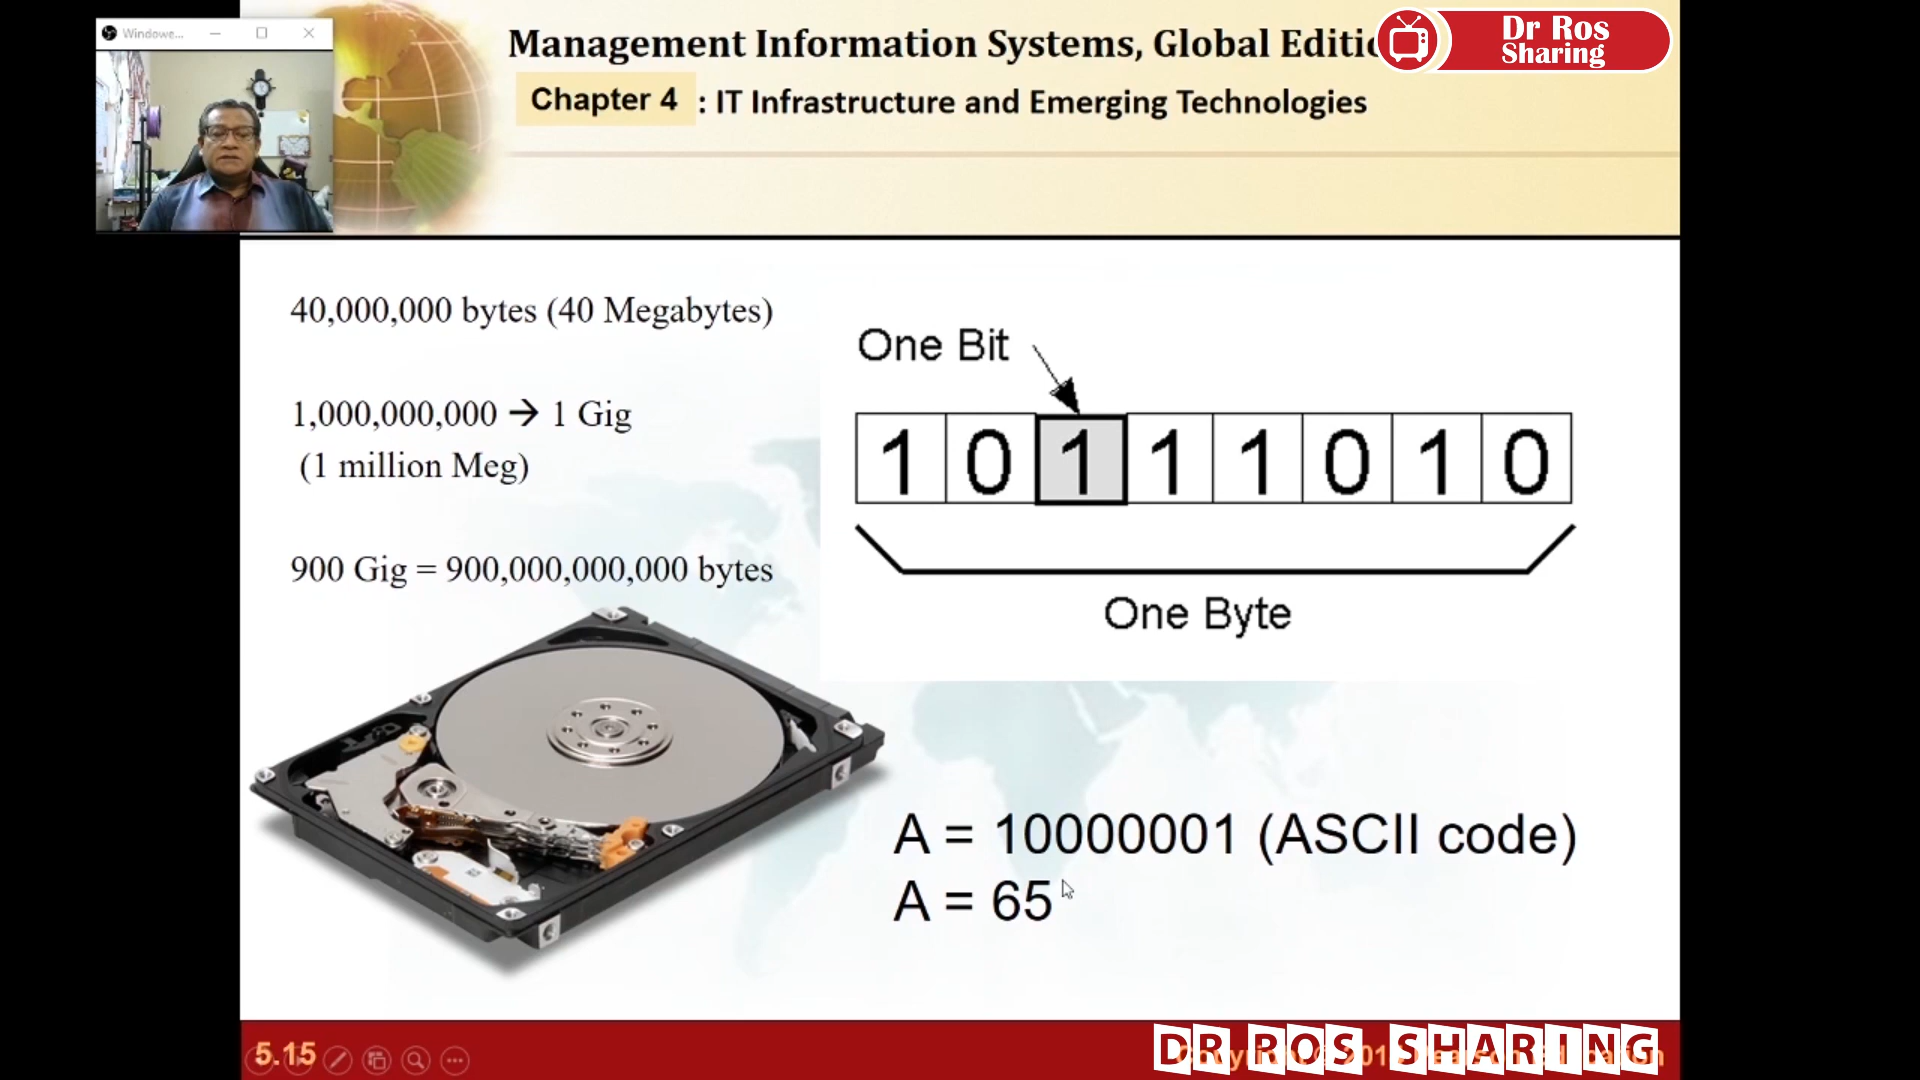 Windowe...
Management Information Systems, Global Editi
Dr Ros
Sharing
Chapter 4 : IT Infrastructure and Emerging Technologies
40,000,000 bytes (40 Megabytes)
1,000,000,000 → 1 Gig
(1 million Meg)
900 Gig = 900,000,000,000 bytes
One Bit
1 0 1 1 1 0 1 0
One Byte
A = 10000001 (ASCII code)
A = 65
5.15
DR ROS SHARING